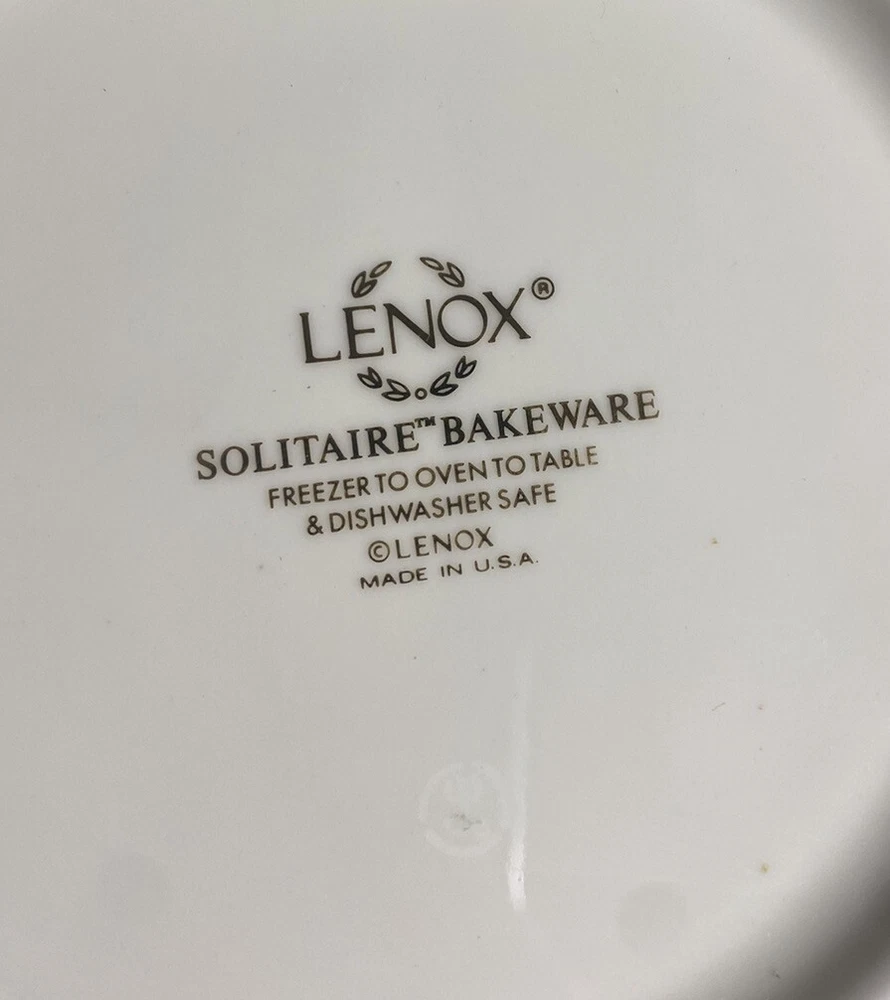 LENOX®
SOLITAIRE™ BAKEWARE
FREEZER TO OVEN TO TABLE
& DISHWASHER SAFE
©LENOX
MADE IN U.S.A.